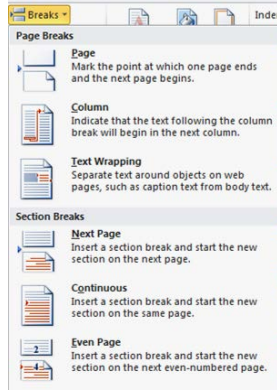 Breaks
Inde
Page Breaks
Page
Mark the point at which one page ends
and the next page begins.
Column
Indicate that the text following the column
break will begin in the next column.
Text Wrapping
Separate text around objects on web
pages, such as caption text from body text.
Section Breaks
Next Page
Insert a section break and start the new
section on the next page.
Continuous
Insert a section break and start the new
section on the same page.
Even Page
Insert a section break and start the new
section on the next even-numbered page.
2
4